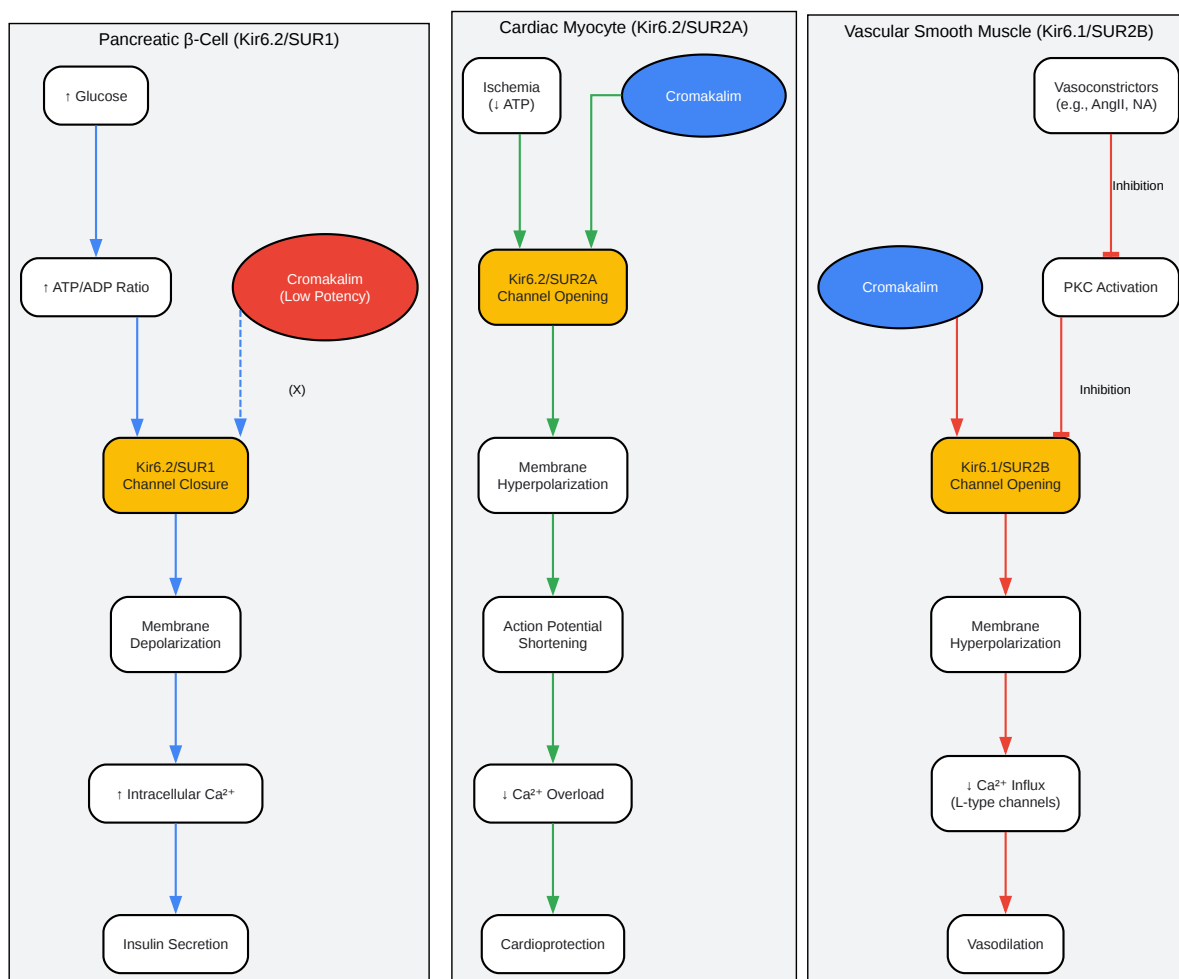 Pancreatic β-Cell (Kir6.2/SUR1)
↑ Glucose
↑ ATP/ADP Ratio
Cromakalim
(Low Potency)
(X)
Kir6.2/SUR1
Channel Closure
Membrane
Depolarization
↑ Intracellular Ca²⁺
Insulin Secretion
Cardiac Myocyte (Kir6.2/SUR2A)
Ischemia
(↓ ATP)
Cromakalim
Kir6.2/SUR2A
Channel Opening
Membrane
Hyperpolarization
Action Potential
Shortening
↓ Ca²⁺ Overload
Cardioprotection
Vascular Smooth Muscle (Kir6.1/SUR2B)
Vasoconstrictors
(e.g., AngII, NA)
Inhibition
Cromakalim
PKC Activation
Inhibition
Kir6.1/SUR2B
Channel Opening
Membrane
Hyperpolarization
↓ Ca²⁺ Influx
(L-type channels)
Vasodilation